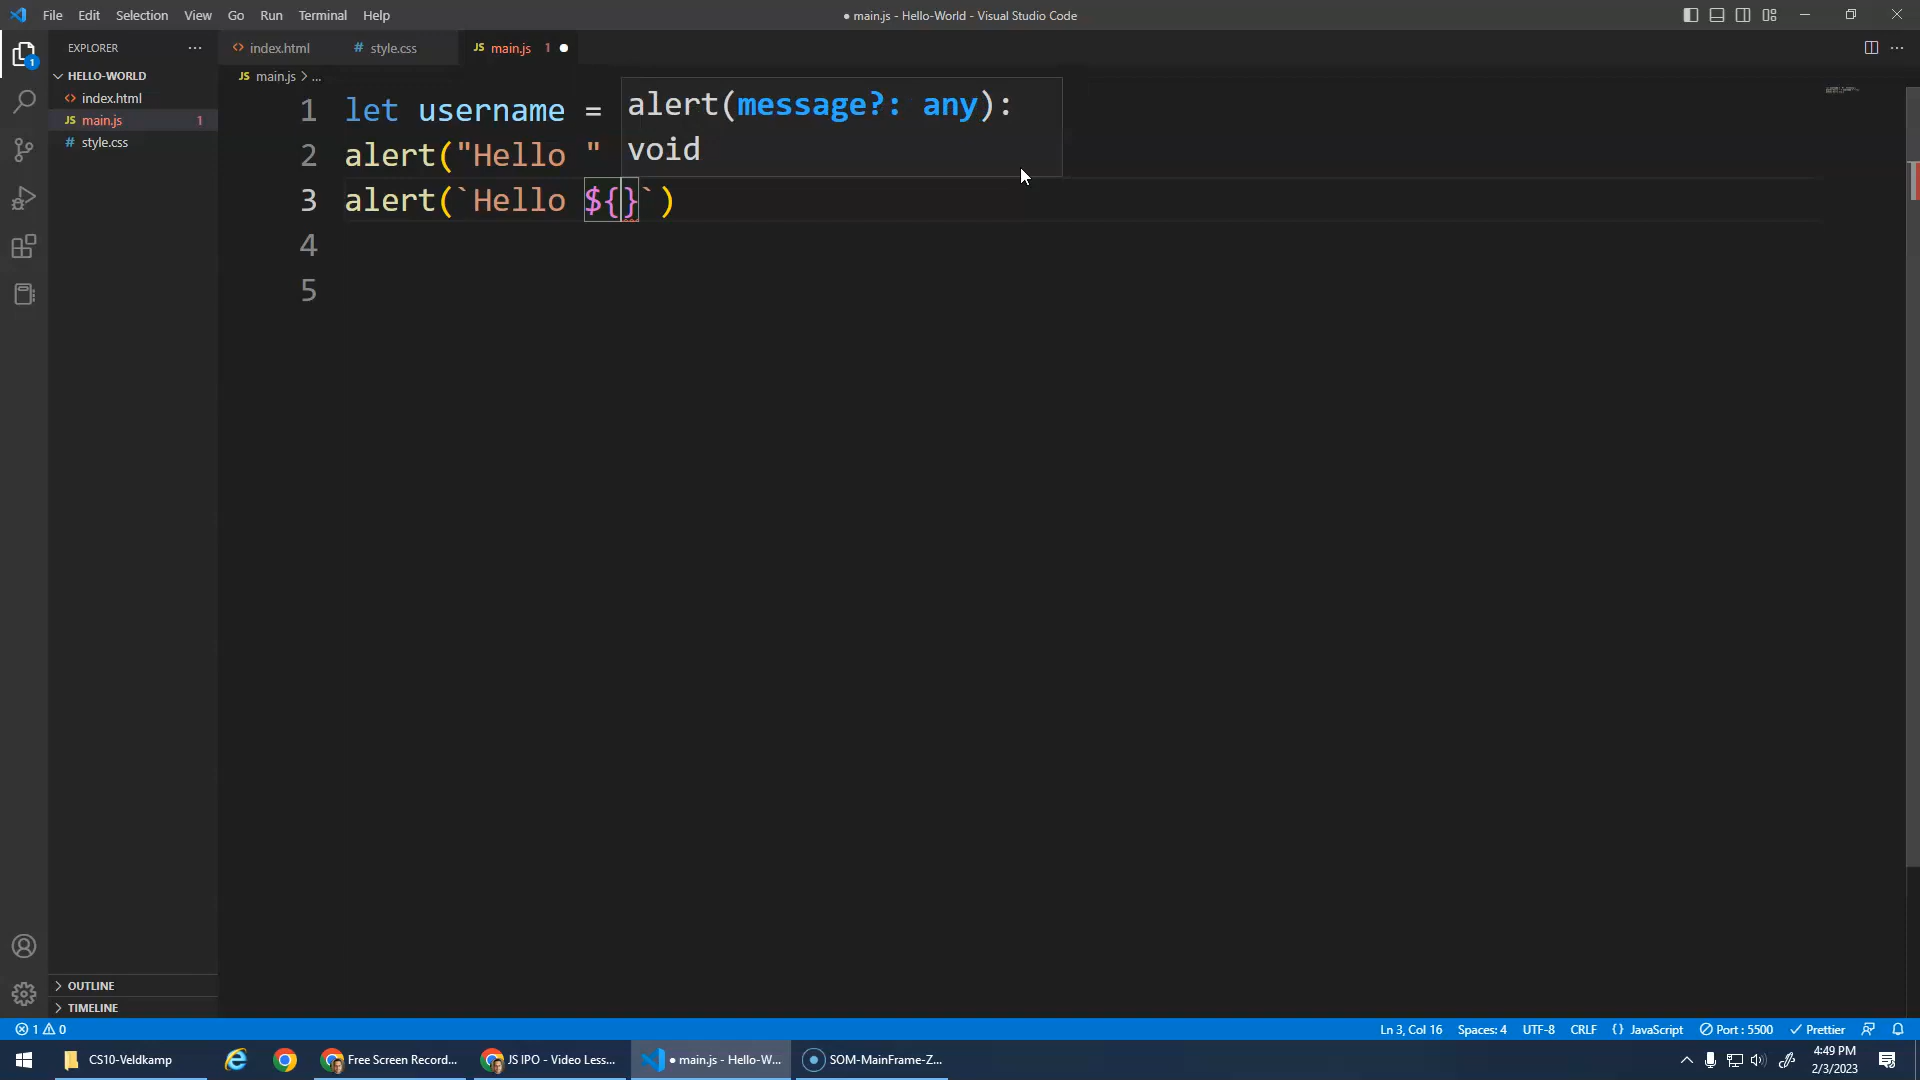 File Edit Selection View Go Run Terminal Help
● main.js - Hello-World - Visual Studio Code
EXPLORER ...
index.html
# style.css
JS main.js 1 ●
HELLO-WORLD
index.html
JS main.js 1
# style.css
JS main.js > ...
1 let username =
2 alert("Hello "
3 alert(`Hello ${}`)
4
5
alert(message?: any):
void
OUTLINE
TIMELINE
1 0
Ln 3, Col 16 Spaces: 4 UTF-8 CRLF {} JavaScript Port : 5500 Prettier
1
CS10-Veldkamp
Free Screen Record...
JS IPO - Video Less...
● main.js - Hello-W...
SOM-MainFrame-Z...
4:49 PM
2/3/2023